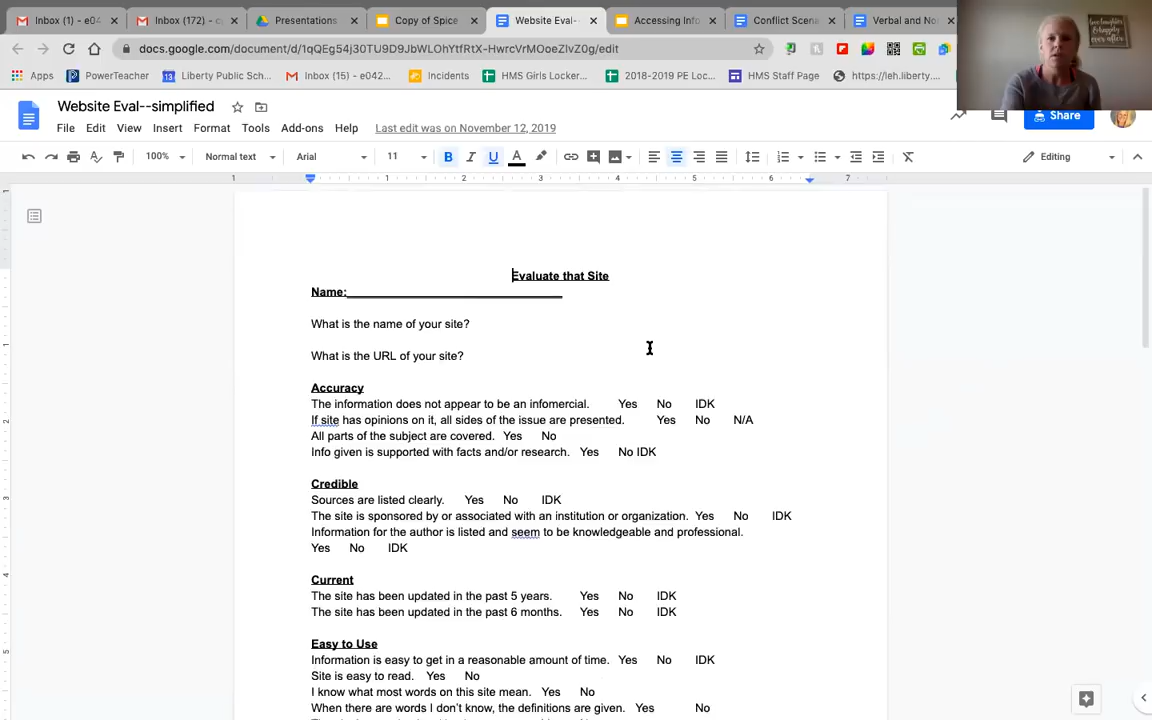 Inbox (1) - e04
Inbox (172) - c
Presentations
Copy of Spice
Website Eval--
Accessing Info
Conflict Scena
Verbal and No
docs.google.com/document/d/1qQEg54j30TU9D9JbWLOhYtfRtX-HwrcVrMOoeZlvZ0g/edit
Apps
PowerTeacher
Liberty Public Sch...
Inbox (15) - e042...
Incidents
HMS Girls Locker...
2018-2019 PE Loc...
HMS Staff Page
https://leh.liberty....
Website Eval--simplified
File Edit View Insert Format Tools Add-ons Help Last edit was on November 12, 2019
Share
100% Normal text Arial 11 B I U A Editing
1 1 2 3 4 5 6 7
Evaluate that Site
Name:
What is the name of your site?
What is the URL of your site?
Accuracy
The information does not appear to be an infomercial. Yes No IDK
If site has opinions on it, all sides of the issue are presented. Yes No N/A
All parts of the subject are covered. Yes No
Info given is supported with facts and/or research. Yes No IDK
Credible
Sources are listed clearly. Yes No IDK
The site is sponsored by or associated with an institution or organization. Yes No IDK
Information for the author is listed and seem to be knowledgeable and professional.
Yes No IDK
Current
The site has been updated in the past 5 years. Yes No IDK
The site has been updated in the past 6 months. Yes No IDK
Easy to Use
Information is easy to get in a reasonable amount of time. Yes No IDK
Site is easy to read. Yes No
I know what most words on this site mean. Yes No
When there are words I don't know, the definitions are given. Yes No